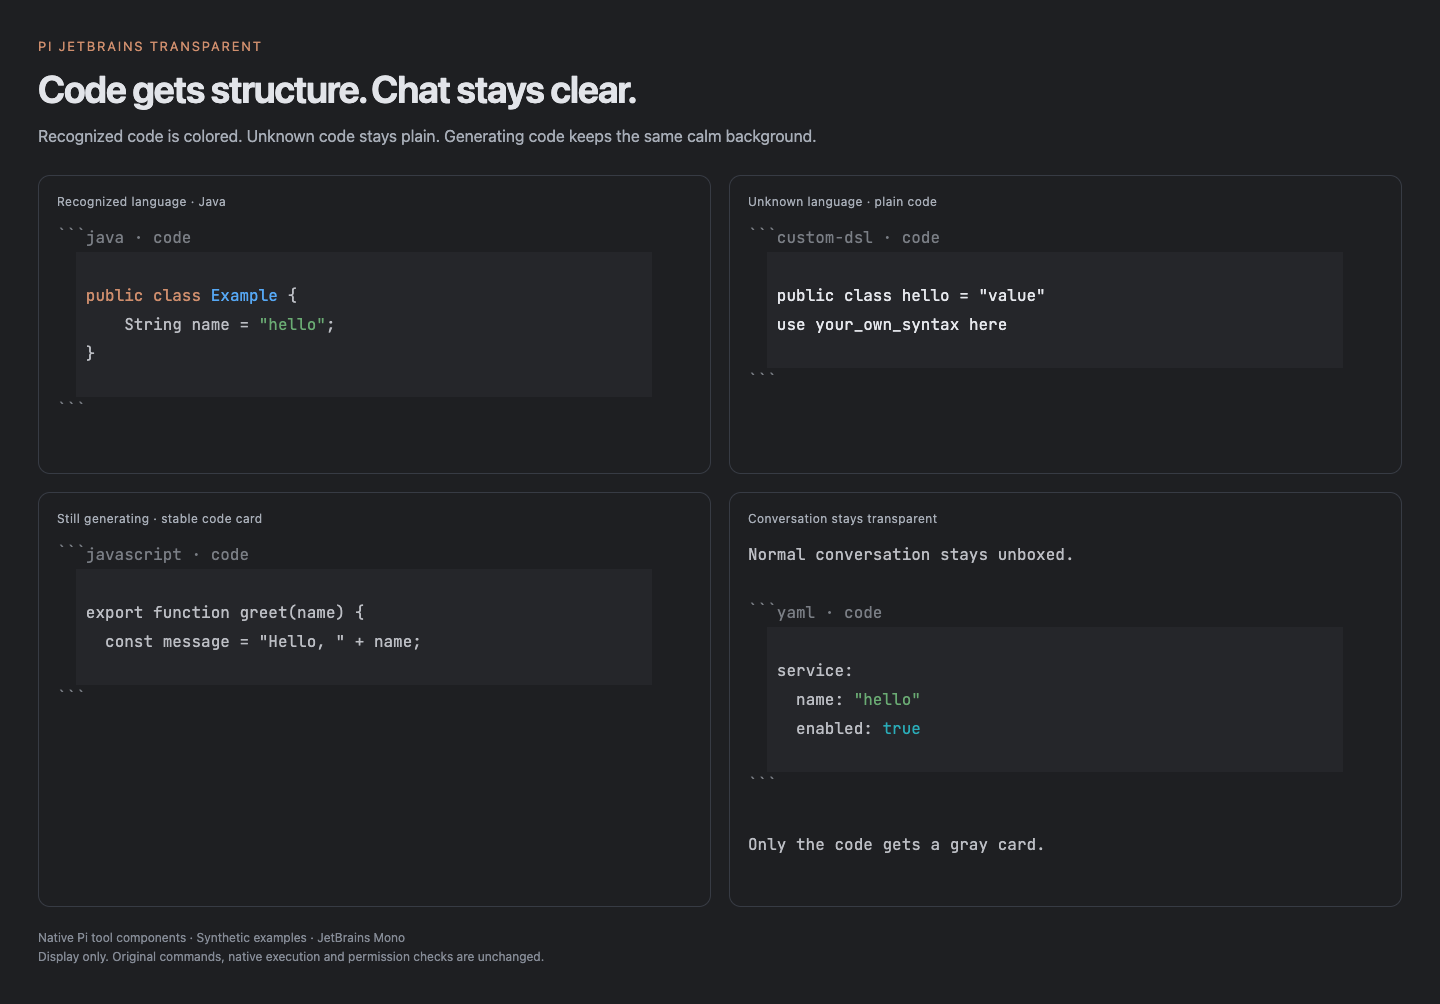 PI JETBRAINS TRANSPARENT
Code gets structure. Chat stays clear.
Recognized code is colored. Unknown code stays plain. Generating code keeps the same calm background.
Recognized language · Java
```java · code
public class Example {
    String name = "hello";
}
```
Unknown language · plain code
```custom-dsl · code
public class hello = "value"
use your_own_syntax here
```
Still generating · stable code card
```javascript · code
export function greet(name) {
  const message = "Hello, " + name;
```
Conversation stays transparent
Normal conversation stays unboxed.
```yaml · code
service:
  name: "hello"
  enabled: true
```
Only the code gets a gray card.
Native Pi tool components · Synthetic examples · JetBrains Mono
Display only. Original commands, native execution and permission checks are unchanged.